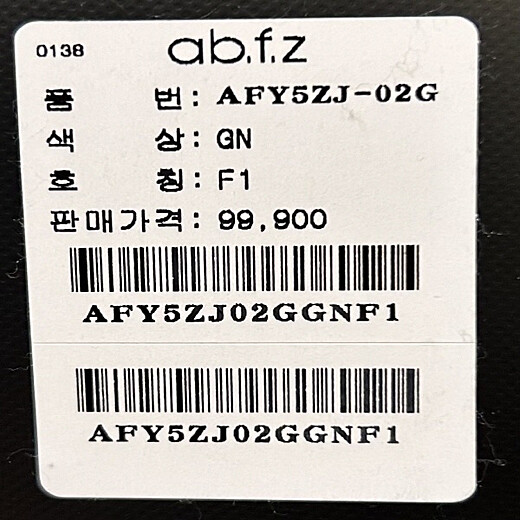 0138 ab.f.z
품 번: AFY5ZJ-02G
색 상: GN
호 칭: F1
판매가격: 99,900
AFY5ZJ02GGNF1
AFY5ZJ02GGNF1